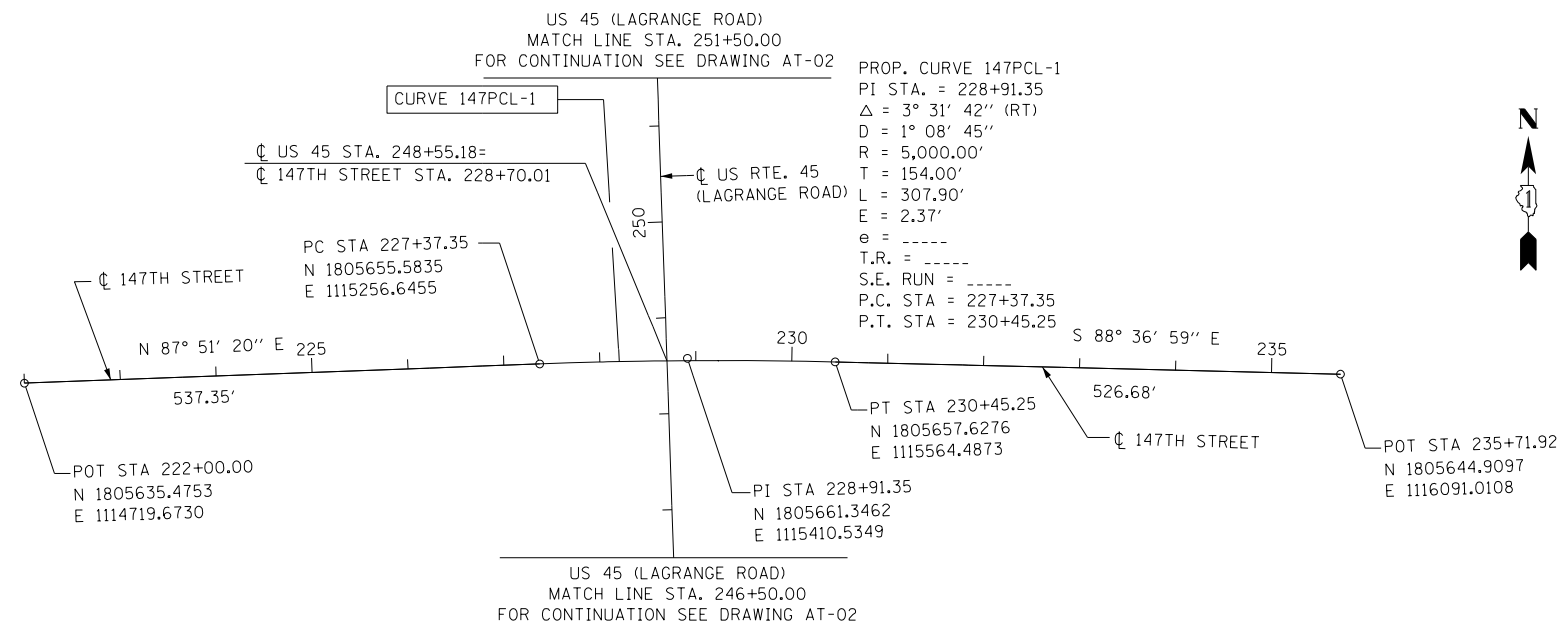 US 45 (LAGRANGE ROAD)
MATCH LINE STA. 251+50.00
FOR CONTINUATION SEE DRAWING AT-02
CURVE 147PCL-1
℄ US 45 STA. 248+55.18=
℄ 147TH STREET STA. 228+70.01
℄ US RTE. 45
(LAGRANGE ROAD)
250
PROP. CURVE 147PCL-1
PI STA. = 228+91.35
△ = 3° 31′ 42′′ (RT)
D = 1° 08′ 45′′
R = 5,000.00′
T = 154.00′
L = 307.90′
E = 2.37′
e = _____
T.R. = _____
S.E. RUN = _____
P.C. STA = 227+37.35
P.T. STA = 230+45.25
N
1
PC STA 227+37.35
N 1805655.5835
E 1115256.6455
℄ 147TH STREET
N 87° 51′ 20′′ E
225
230
S 88° 36′ 59′′ E
235
537.35′
526.68′
POT STA 222+00.00
N 1805635.4753
E 1114719.6730
PT STA 230+45.25
N 1805657.6276
E 1115564.4873
℄ 147TH STREET
POT STA 235+71.92
N 1805644.9097
E 1116091.0108
PI STA 228+91.35
N 1805661.3462
E 1115410.5349
US 45 (LAGRANGE ROAD)
MATCH LINE STA. 246+50.00
FOR CONTINUATION SEE DRAWING AT-02